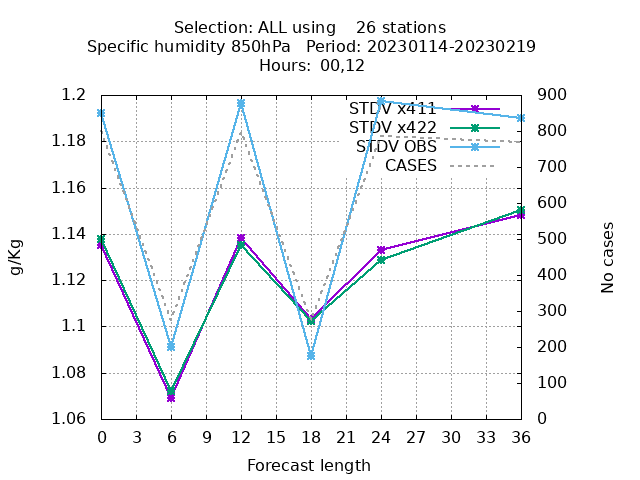 Selection: ALL using    26 stations
Specific humidity 850hPa   Period: 20230114-20230219
Hours:  00,12
1.2
1.18
1.16
1.14
1.12
1.1
1.08
1.06
g/Kg
STDV x411
STDV x422
STDV OBS
CASES
900
800
700
600
500
400
300
200
100
0
No cases
0 3 6 9 12 15 18 21 24 27 30 33 36
Forecast length